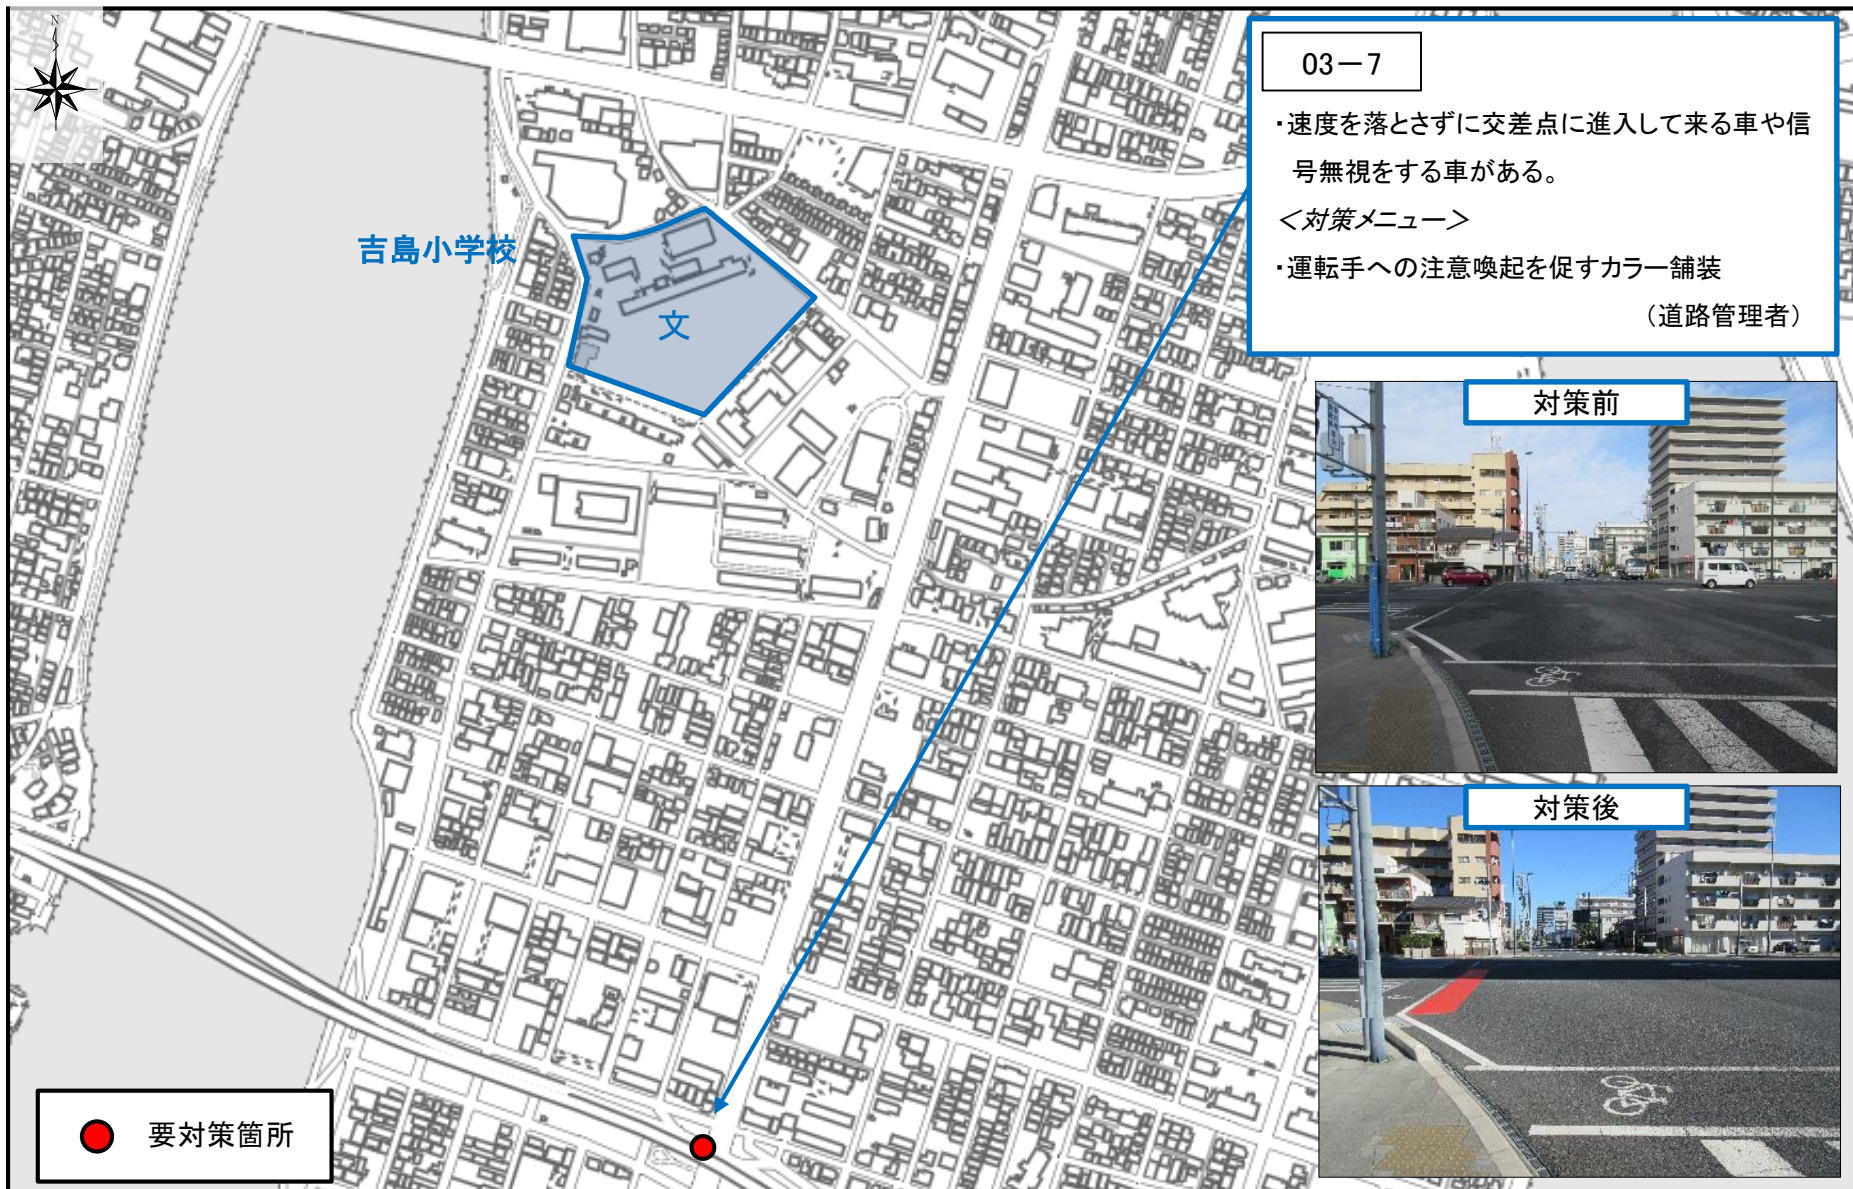 N
03－7
・速度を落とさずに交差点に進入して来る車や信
号無視をする車がある。
＜対策メニュー＞
・運転手への注意喚起を促すカラー舗装
（道路管理者）
吉島小学校
文
対策前
対策後
要対策箇所